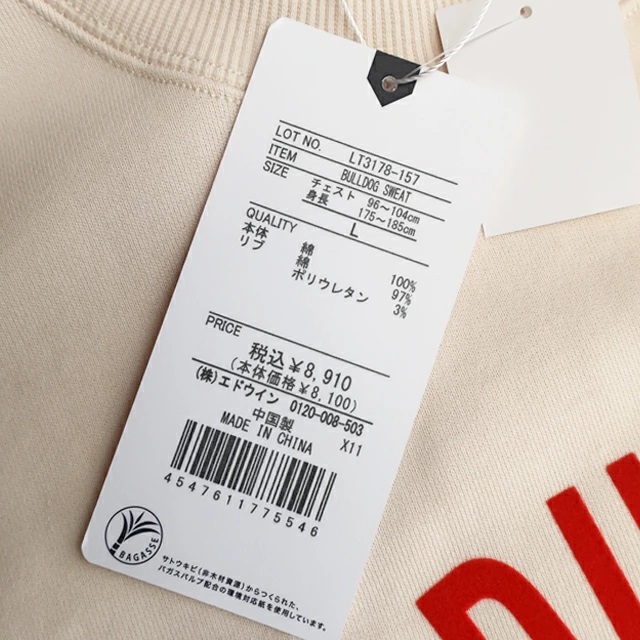 LOT NO. LT3178-157
ITEM BULLDOG SWEAT
SIZE チェスト 96~104cm
身長 175~185cm
L
QUALITY
本体 綿 100%
リブ 綿 97%
ポリウレタン 3%
PRICE
税込¥8,910
(本体価格¥8,100)
(株)エドウイン 0120-008-503
中国製
MADE IN CHINA X11
4547611775546
BAGASSE
サトウキビ(非木材資源)からつくられた、
バガスパルプ配合の環境対応紙を使用しています。